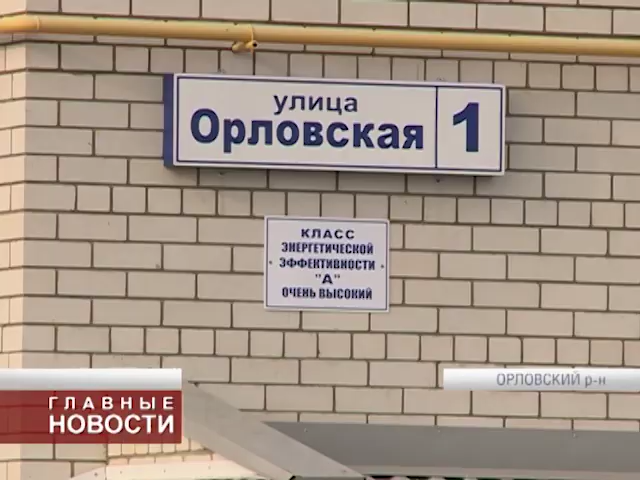 улица
Орловская 1
КЛАСС
ЭНЕРГЕТИЧЕСКОЙ
ЭФФЕКТИВНОСТИ
"А"
ОЧЕНЬ ВЫСОКИЙ
ОРЛОВСКИЙ р-н
ГЛАВНЫЕ
НОВОСТИ